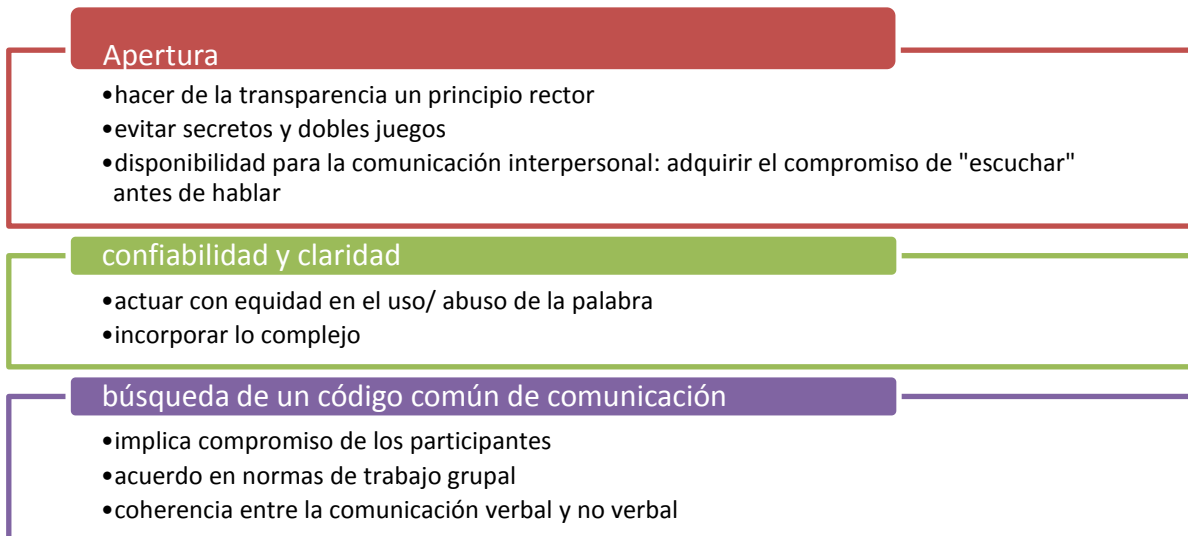 Apertura
•hacer de la transparencia un principio rector
•evitar secretos y dobles juegos
•disponibilidad para la comunicación interpersonal: adquirir el compromiso de "escuchar"
antes de hablar
confiabilidad y claridad
•actuar con equidad en el uso/ abuso de la palabra
•incorporar lo complejo
búsqueda de un código común de comunicación
•implica compromiso de los participantes
•acuerdo en normas de trabajo grupal
•coherencia entre la comunicación verbal y no verbal